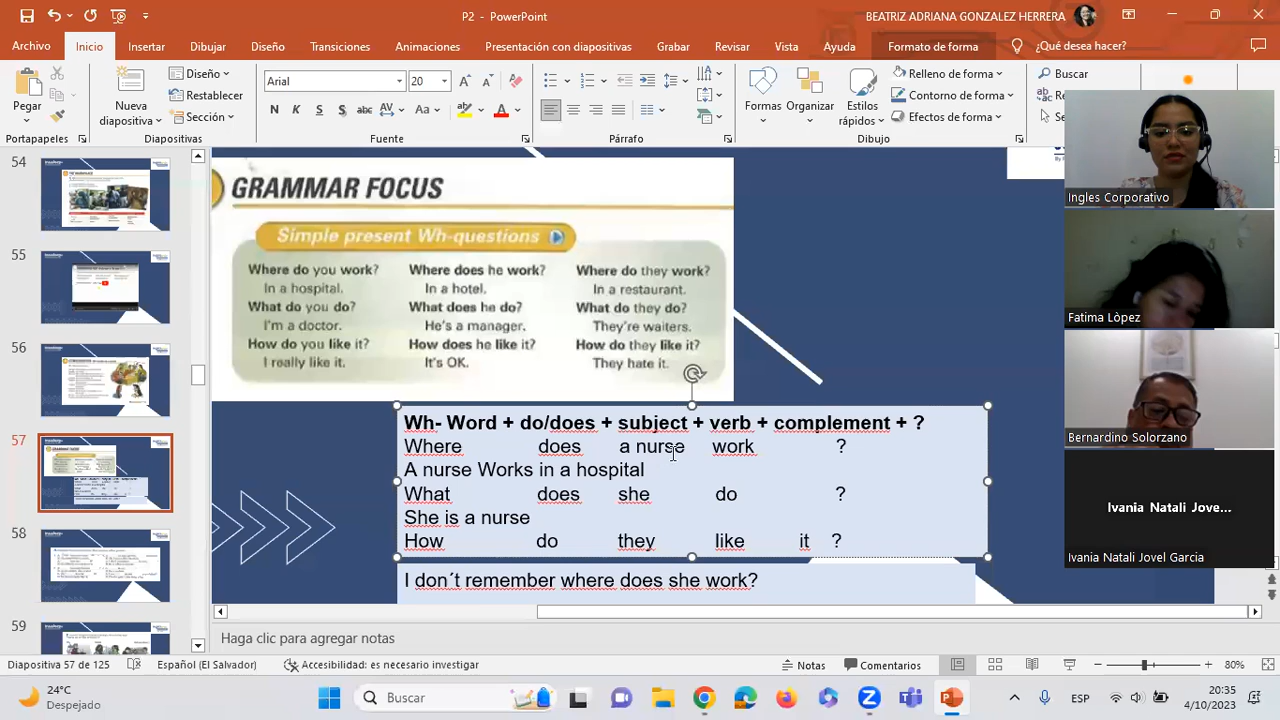 P2 - PowerPoint
BEATRIZ ADRIANA GONZALEZ HERRERA
Archivo Inicio Insertar Dibujar Diseño Transiciones Animaciones Presentación con diapositivas Grabar Revisar Vista Ayuda Formato de forma ¿Qué desea hacer?
Pegar
Nueva diapositiva
Diseño
Restablecer
Sección
Arial 20
N K S abc AV Aa A
Formas Organizar Estilos rápidos
Relleno de forma
Contorno de forma
Efectos de forma
Buscar
Portapapeles Diapositivas Fuente Párrafo Dibujo
54
55
56
57
58
59
GRAMMAR FOCUS
Simple present Wh-questions
Where do you work? Where does he work? Where do they work?
In a hospital. In a hotel. In a restaurant.
What do you do? What does he do? What do they do?
I'm a doctor. He's a manager. They're waiters.
How do you like it? How does he like it? How do they like it?
I really like it. It's OK. They hate it.
Wh- Word + do/does + subject + verb + complement + ?
Where does a nurse work ?
A nurse Works in a hospital
What does she do ?
She is a nurse
How do they like it ?
I don´t remember where does she work?
Ingles Corporativo
Fatima López
Bernardino Solorzano
Ivania Natali Jove...
Ivania Natali Jovel Garcia
Haga clic para agregar notas
Diapositiva 57 de 125 Español (El Salvador) Accesibilidad: es necesario investigar Notas Comentarios 80%
24°C
Despejado
Buscar
ESP
20:35
4/10/2023